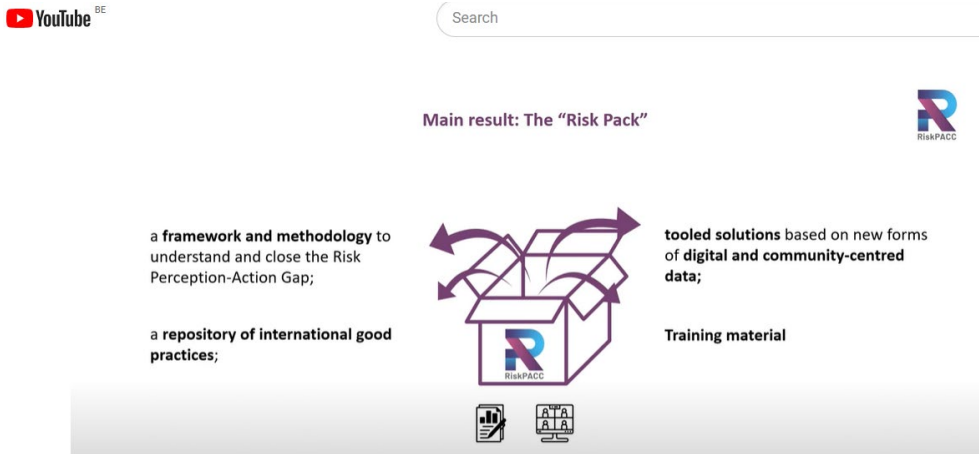 YouTube BE
Search
Main result: The “Risk Pack”
RiskPACC
a framework and methodology to
understand and close the Risk
Perception-Action Gap;
a repository of international good
practices;
tooled solutions based on new forms
of digital and community-centred
data;
Training material
RiskPACC